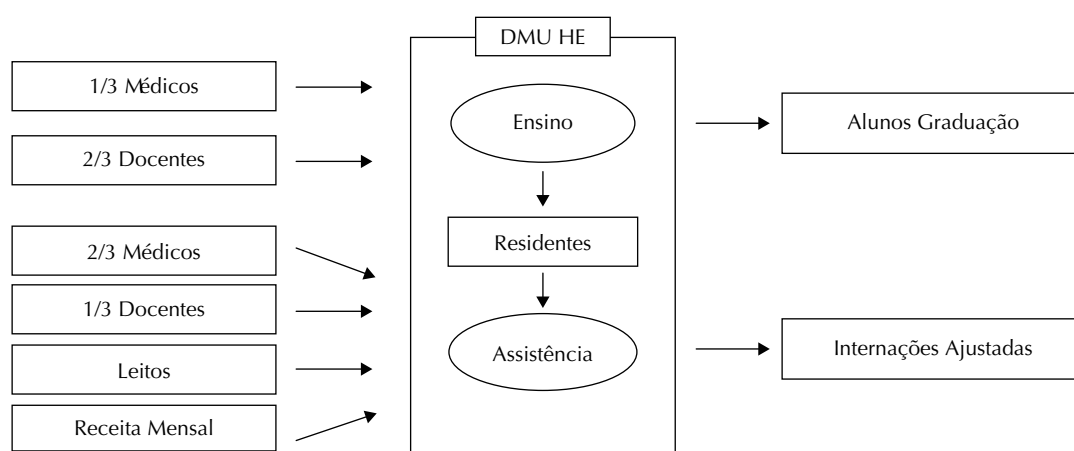 DMU HE
1/3 Médicos
2/3 Docentes
2/3 Médicos
1/3 Docentes
Leitos
Receita Mensal
Ensino
Residentes
Assistência
Alunos Graduação
Internações Ajustadas